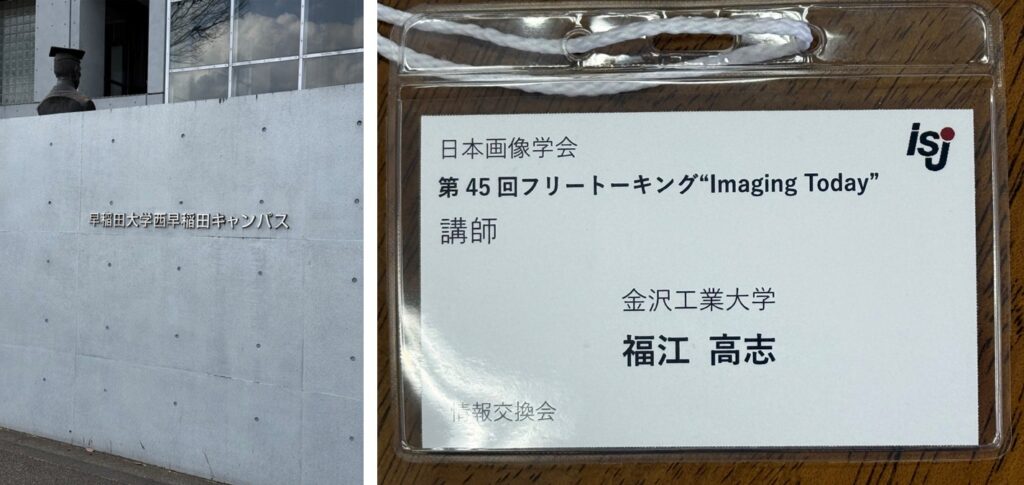 早稲田大学西早稲田キャンパス
日本画像学会
isj
第 45 回フリートーキング“Imaging Today”
講師
金沢工業大学
福江 高志
情報交換会